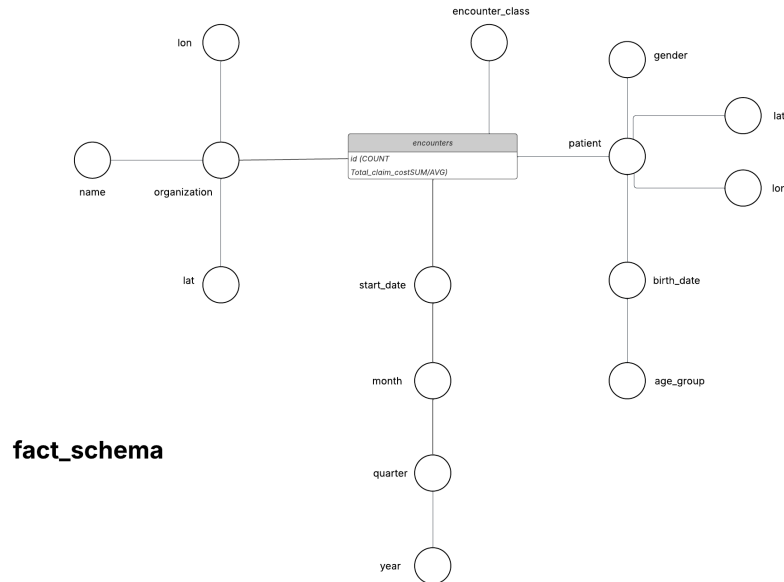 encounter_class
lon
gender
lat
encounters
patient
id (COUNT
Total_claim_costSUM/AVG)
name
organization
lon
lat
start_date
birth_date
month
age_group
fact_schema
quarter
year